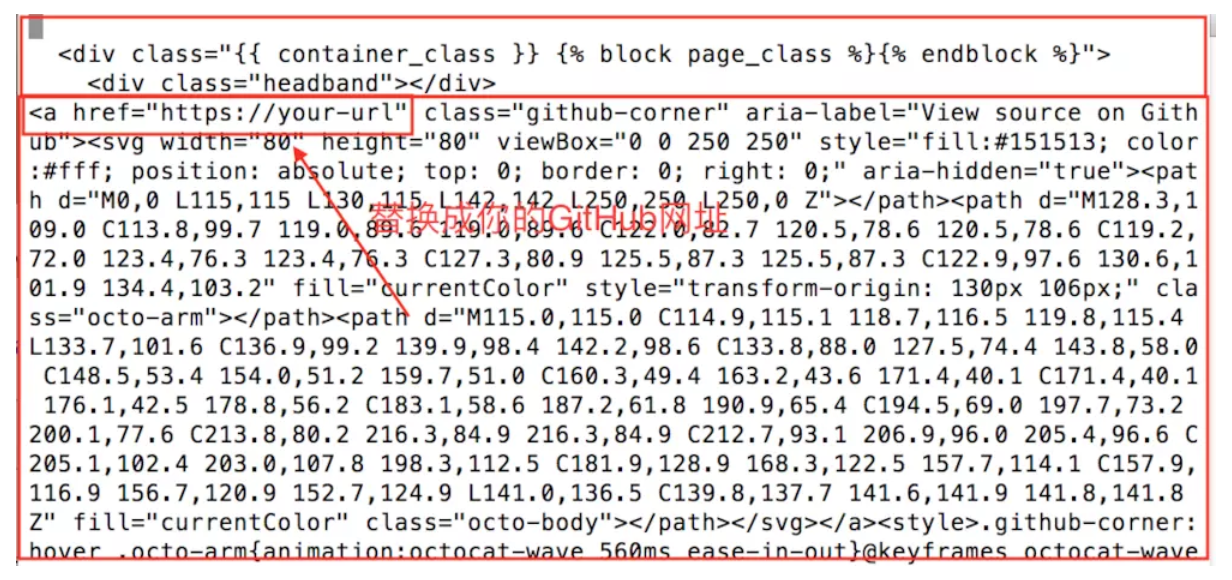 <div class="{{ container_class }} {% block page_class %}{% endblock %}">
<div class="headband"></div>
<a href="https://your-url" class="github-corner" aria-label="View source on Gith
ub"><svg width="80" height="80" viewBox="0 0 250 250" style="fill:#151513; color
:#fff; position: absolute; top: 0; border: 0; right: 0;" aria-hidden="true"><pat
h d="M0,0 L115,115 L130,115 L142,142 L250,250 L250,0 Z"></path><path d="M128.3,1
替换成你的GitHub网址
09.0 C113.8,99.7 119.0,89.6 119.0,89.6 C122.0,82.7 120.5,78.6 120.5,78.6 C119.2,
72.0 123.4,76.3 123.4,76.3 C127.3,80.9 125.5,87.3 125.5,87.3 C122.9,97.6 130.6,1
01.9 134.4,103.2" fill="currentColor" style="transform-origin: 130px 106px;" cla
ss="octo-arm"></path><path d="M115.0,115.0 C114.9,115.1 118.7,116.5 119.8,115.4
L133.7,101.6 C136.9,99.2 139.9,98.4 142.2,98.6 C133.8,88.0 127.5,74.4 143.8,58.0
C148.5,53.4 154.0,51.2 159.7,51.0 C160.3,49.4 163.2,43.6 171.4,40.1 C171.4,40.1
176.1,42.5 178.8,56.2 C183.1,58.6 187.2,61.8 190.9,65.4 C194.5,69.0 197.7,73.2
200.1,77.6 C213.8,80.2 216.3,84.9 216.3,84.9 C212.7,93.1 206.9,96.0 205.4,96.6 C
205.1,102.4 203.0,107.8 198.3,112.5 C181.9,128.9 168.3,122.5 157.7,114.1 C157.9,
116.9 156.7,120.9 152.7,124.9 L141.0,136.5 C139.8,137.7 141.6,141.9 141.8,141.8
Z" fill="currentColor" class="octo-body"></path></svg></a><style>.github-corner:
hover .octo-arm{animation:octocat-wave 560ms ease-in-out}@keyframes octocat-wave